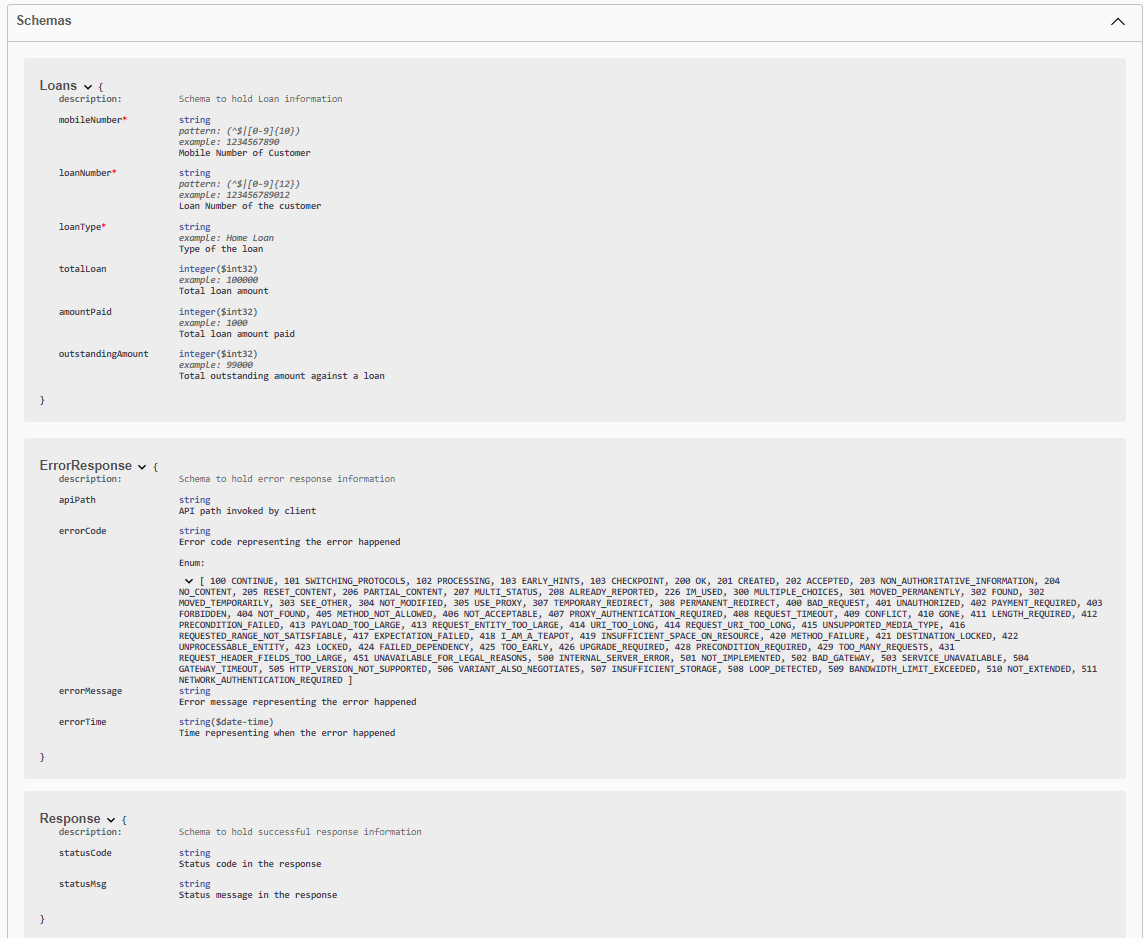 Schemas
Loans {
description: Schema to hold Loan information
mobileNumber* string
pattern: (^$|[0-9]{10})
example: 1234567890
Mobile Number of Customer
loanNumber* string
pattern: (^$|[0-9]{12})
example: 123456789012
Loan Number of the customer
loanType* string
example: Home Loan
Type of the loan
totalLoan integer($int32)
example: 100000
Total loan amount
amountPaid integer($int32)
example: 1000
Total loan amount paid
outstandingAmount integer($int32)
example: 99000
Total outstanding amount against a loan
}
ErrorResponse {
description: Schema to hold error response information
apiPath string
API path invoked by client
errorCode string
Error code representing the error happened
Enum:
[ 100 CONTINUE, 101 SWITCHING_PROTOCOLS, 102 PROCESSING, 103 EARLY_HINTS, 103 CHECKPOINT, 200 OK, 201 CREATED, 202 ACCEPTED, 203 NON_AUTHORITATIVE_INFORMATION, 204
NO_CONTENT, 205 RESET_CONTENT, 206 PARTIAL_CONTENT, 207 MULTI_STATUS, 208 ALREADY_REPORTED, 226 IM_USED, 300 MULTIPLE_CHOICES, 301 MOVED_PERMANENTLY, 302 FOUND, 302
MOVED_TEMPORARILY, 303 SEE_OTHER, 304 NOT_MODIFIED, 305 USE_PROXY, 307 TEMPORARY_REDIRECT, 308 PERMANENT_REDIRECT, 400 BAD_REQUEST, 401 UNAUTHORIZED, 402 PAYMENT_REQUIRED, 403
FORBIDDEN, 404 NOT_FOUND, 405 METHOD_NOT_ALLOWED, 406 NOT_ACCEPTABLE, 407 PROXY_AUTHENTICATION_REQUIRED, 408 REQUEST_TIMEOUT, 409 CONFLICT, 410 GONE, 411 LENGTH_REQUIRED, 412
PRECONDITION_FAILED, 413 PAYLOAD_TOO_LARGE, 413 REQUEST_ENTITY_TOO_LARGE, 414 URI_TOO_LONG, 414 REQUEST_URI_TOO_LONG, 415 UNSUPPORTED_MEDIA_TYPE, 416
REQUESTED_RANGE_NOT_SATISFIABLE, 417 EXPECTATION_FAILED, 418 I_AM_A_TEAPOT, 419 INSUFFICIENT_SPACE_ON_RESOURCE, 420 METHOD_FAILURE, 421 DESTINATION_LOCKED, 422
UNPROCESSABLE_ENTITY, 423 LOCKED, 424 FAILED_DEPENDENCY, 425 TOO_EARLY, 426 UPGRADE_REQUIRED, 428 PRECONDITION_REQUIRED, 429 TOO_MANY_REQUESTS, 431
REQUEST_HEADER_FIELDS_TOO_LARGE, 451 UNAVAILABLE_FOR_LEGAL_REASONS, 500 INTERNAL_SERVER_ERROR, 501 NOT_IMPLEMENTED, 502 BAD_GATEWAY, 503 SERVICE_UNAVAILABLE, 504
GATEWAY_TIMEOUT, 505 HTTP_VERSION_NOT_SUPPORTED, 506 VARIANT_ALSO_NEGOTIATES, 507 INSUFFICIENT_STORAGE, 508 LOOP_DETECTED, 509 BANDWIDTH_LIMIT_EXCEEDED, 510 NOT_EXTENDED, 511
NETWORK_AUTHENTICATION_REQUIRED ]
errorMessage string
Error message representing the error happened
errorTime string($date-time)
Time representing when the error happened
}
Response {
description: Schema to hold successful response information
statusCode string
Status code in the response
statusMsg string
Status message in the response
}